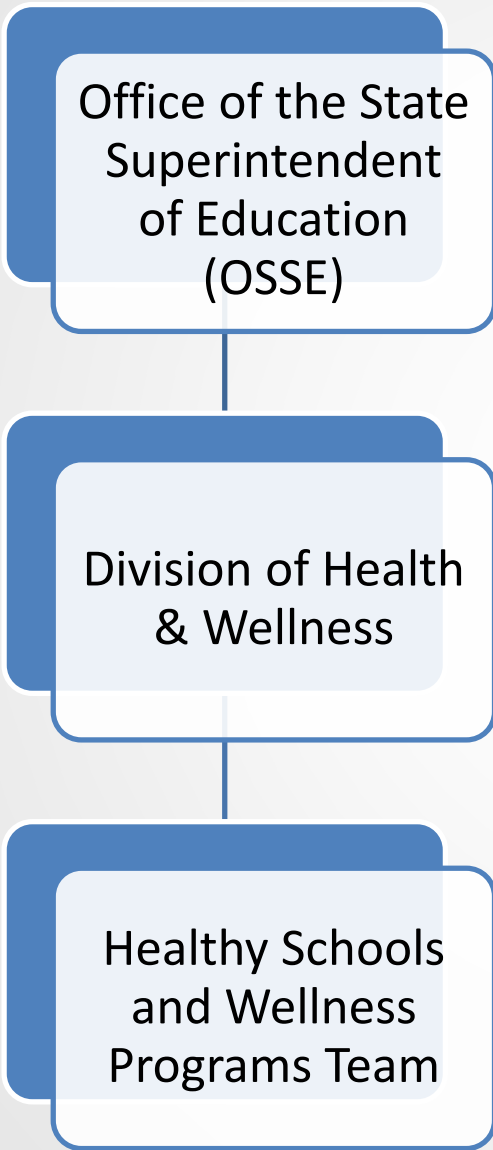 Office of the State
Superintendent
of Education
(OSSE)
Division of Health
& Wellness
Healthy Schools
and Wellness
Programs Team